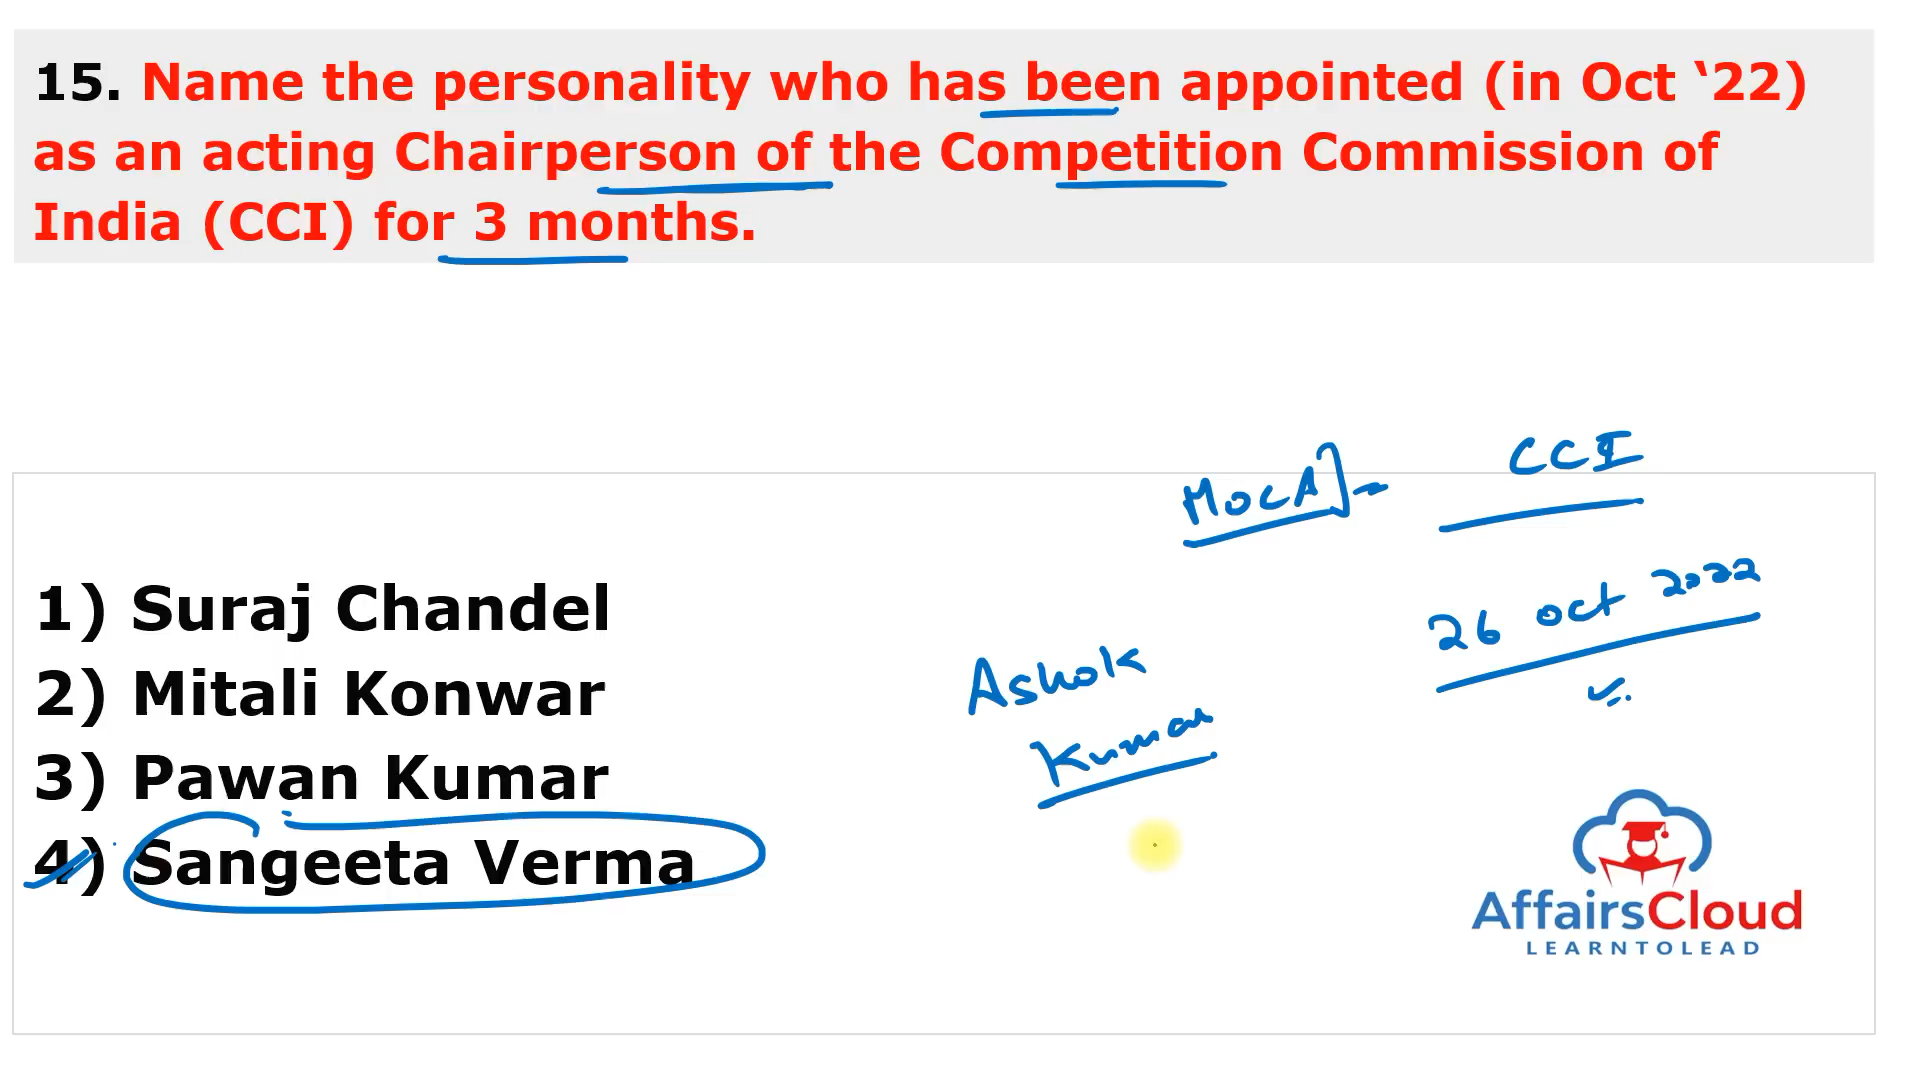 15. Name the personality who has been appointed (in Oct ‘22)
as an acting Chairperson of the Competition Commission of
India (CCI) for 3 months.
CCI
MOCA]-
26 oct 2022
1) Suraj Chandel
2) Mitali Konwar
3) Pawan Kumar
4) Sangeeta Verma
Ashok
Kumar
AffairsCloud
LEARNTOLEAD